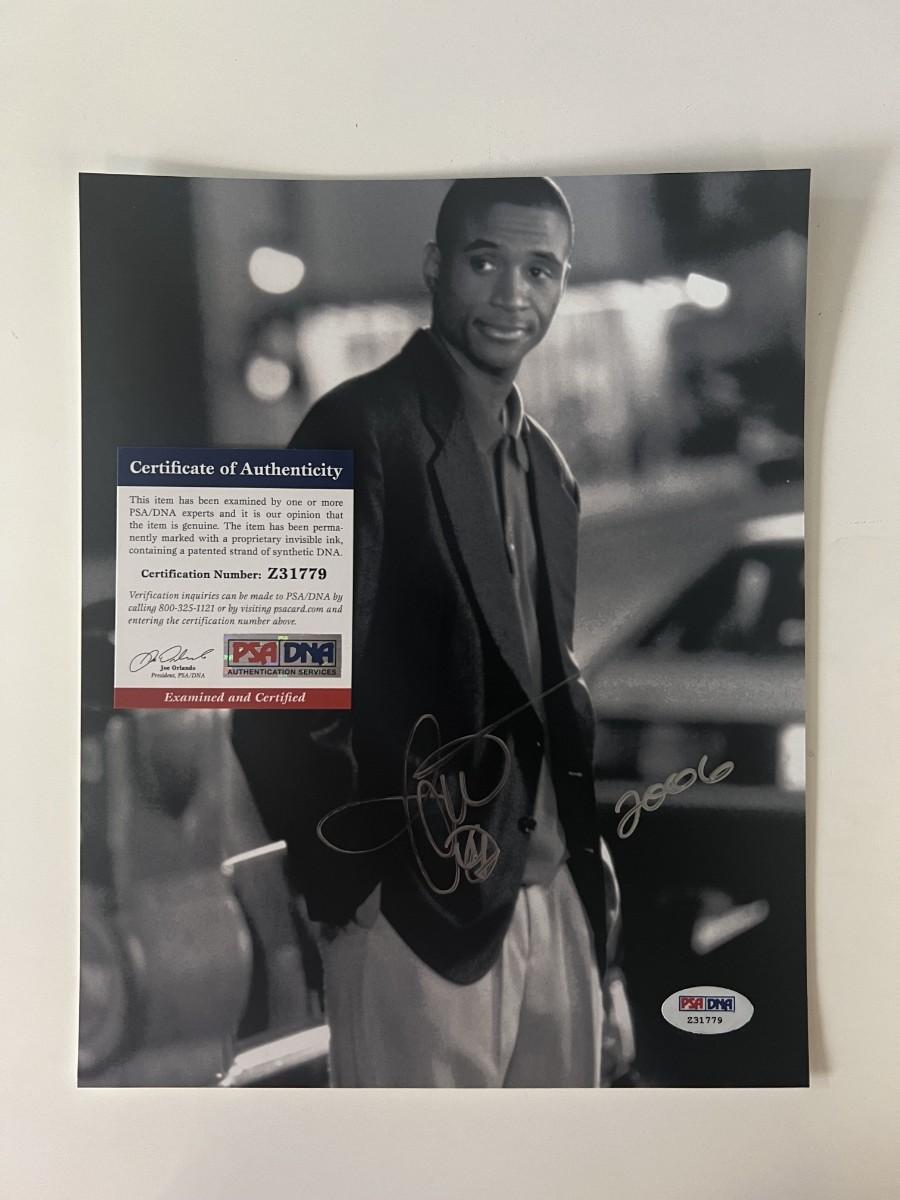 Certificate of Authenticity
This item has been examined by one or more
PSA/DNA experts and it is our opinion that
the item is genuine. The item has been perma-
nently marked with a proprietary invisible ink,
containing a patented strand of synthetic DNA.
Certification Number: Z31779
Verification inquiries can be made to PSA/DNA by
calling 800-325-1121 or by visiting psacard.com and
entering the certification number above.
Joe Orlando
President, PSA/DNA
PSA DNA
AUTHENTICATION SERVICES
Examined and Certified
2006
PSA DNA
Z31779